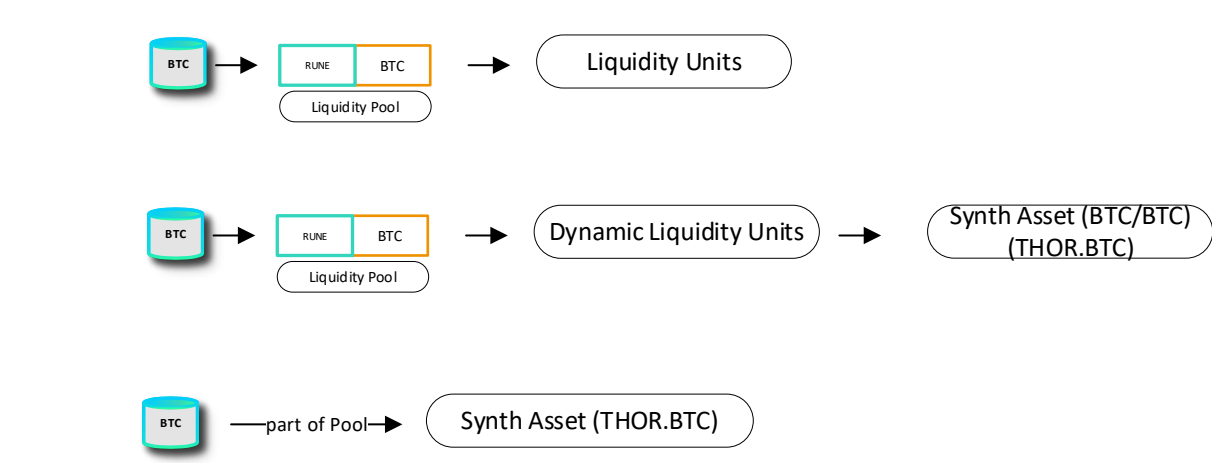 BTC
RUNE
BTC
Liquidity Units
Liquidity Pool
BTC
RUNE
BTC
Dynamic Liquidity Units
Synth Asset (BTC/BTC)
(THOR.BTC)
Liquidity Pool
BTC
part of Pool
Synth Asset (THOR.BTC)